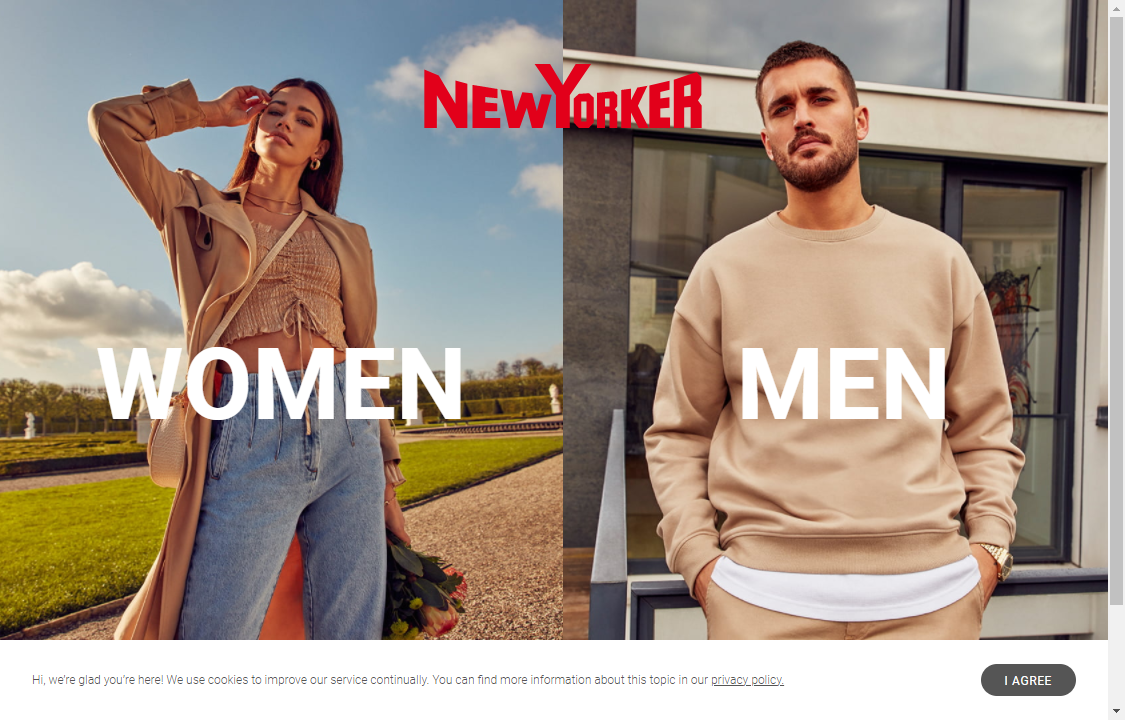 NEWYORKER
WOMEN
MEN
Hi, we're glad you're here! We use cookies to improve our service continually. You can find more information about this topic in our privacy policy.
I AGREE